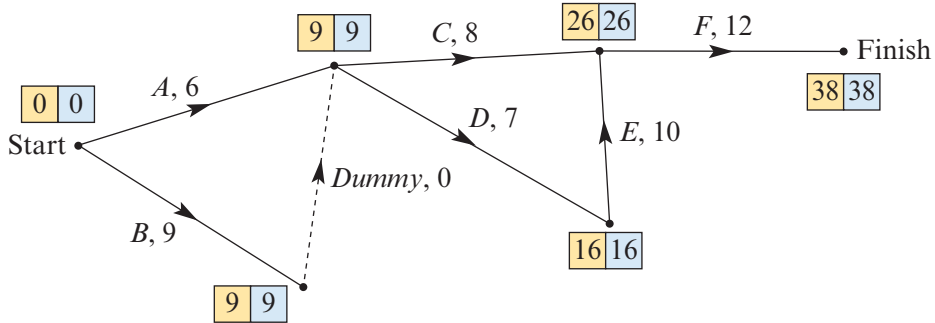 26 26
9 9
C, 8
F, 12
Finish
A, 6
38 38
0 0
D, 7
E, 10
Start
Dummy, 0
B, 9
16 16
9 9